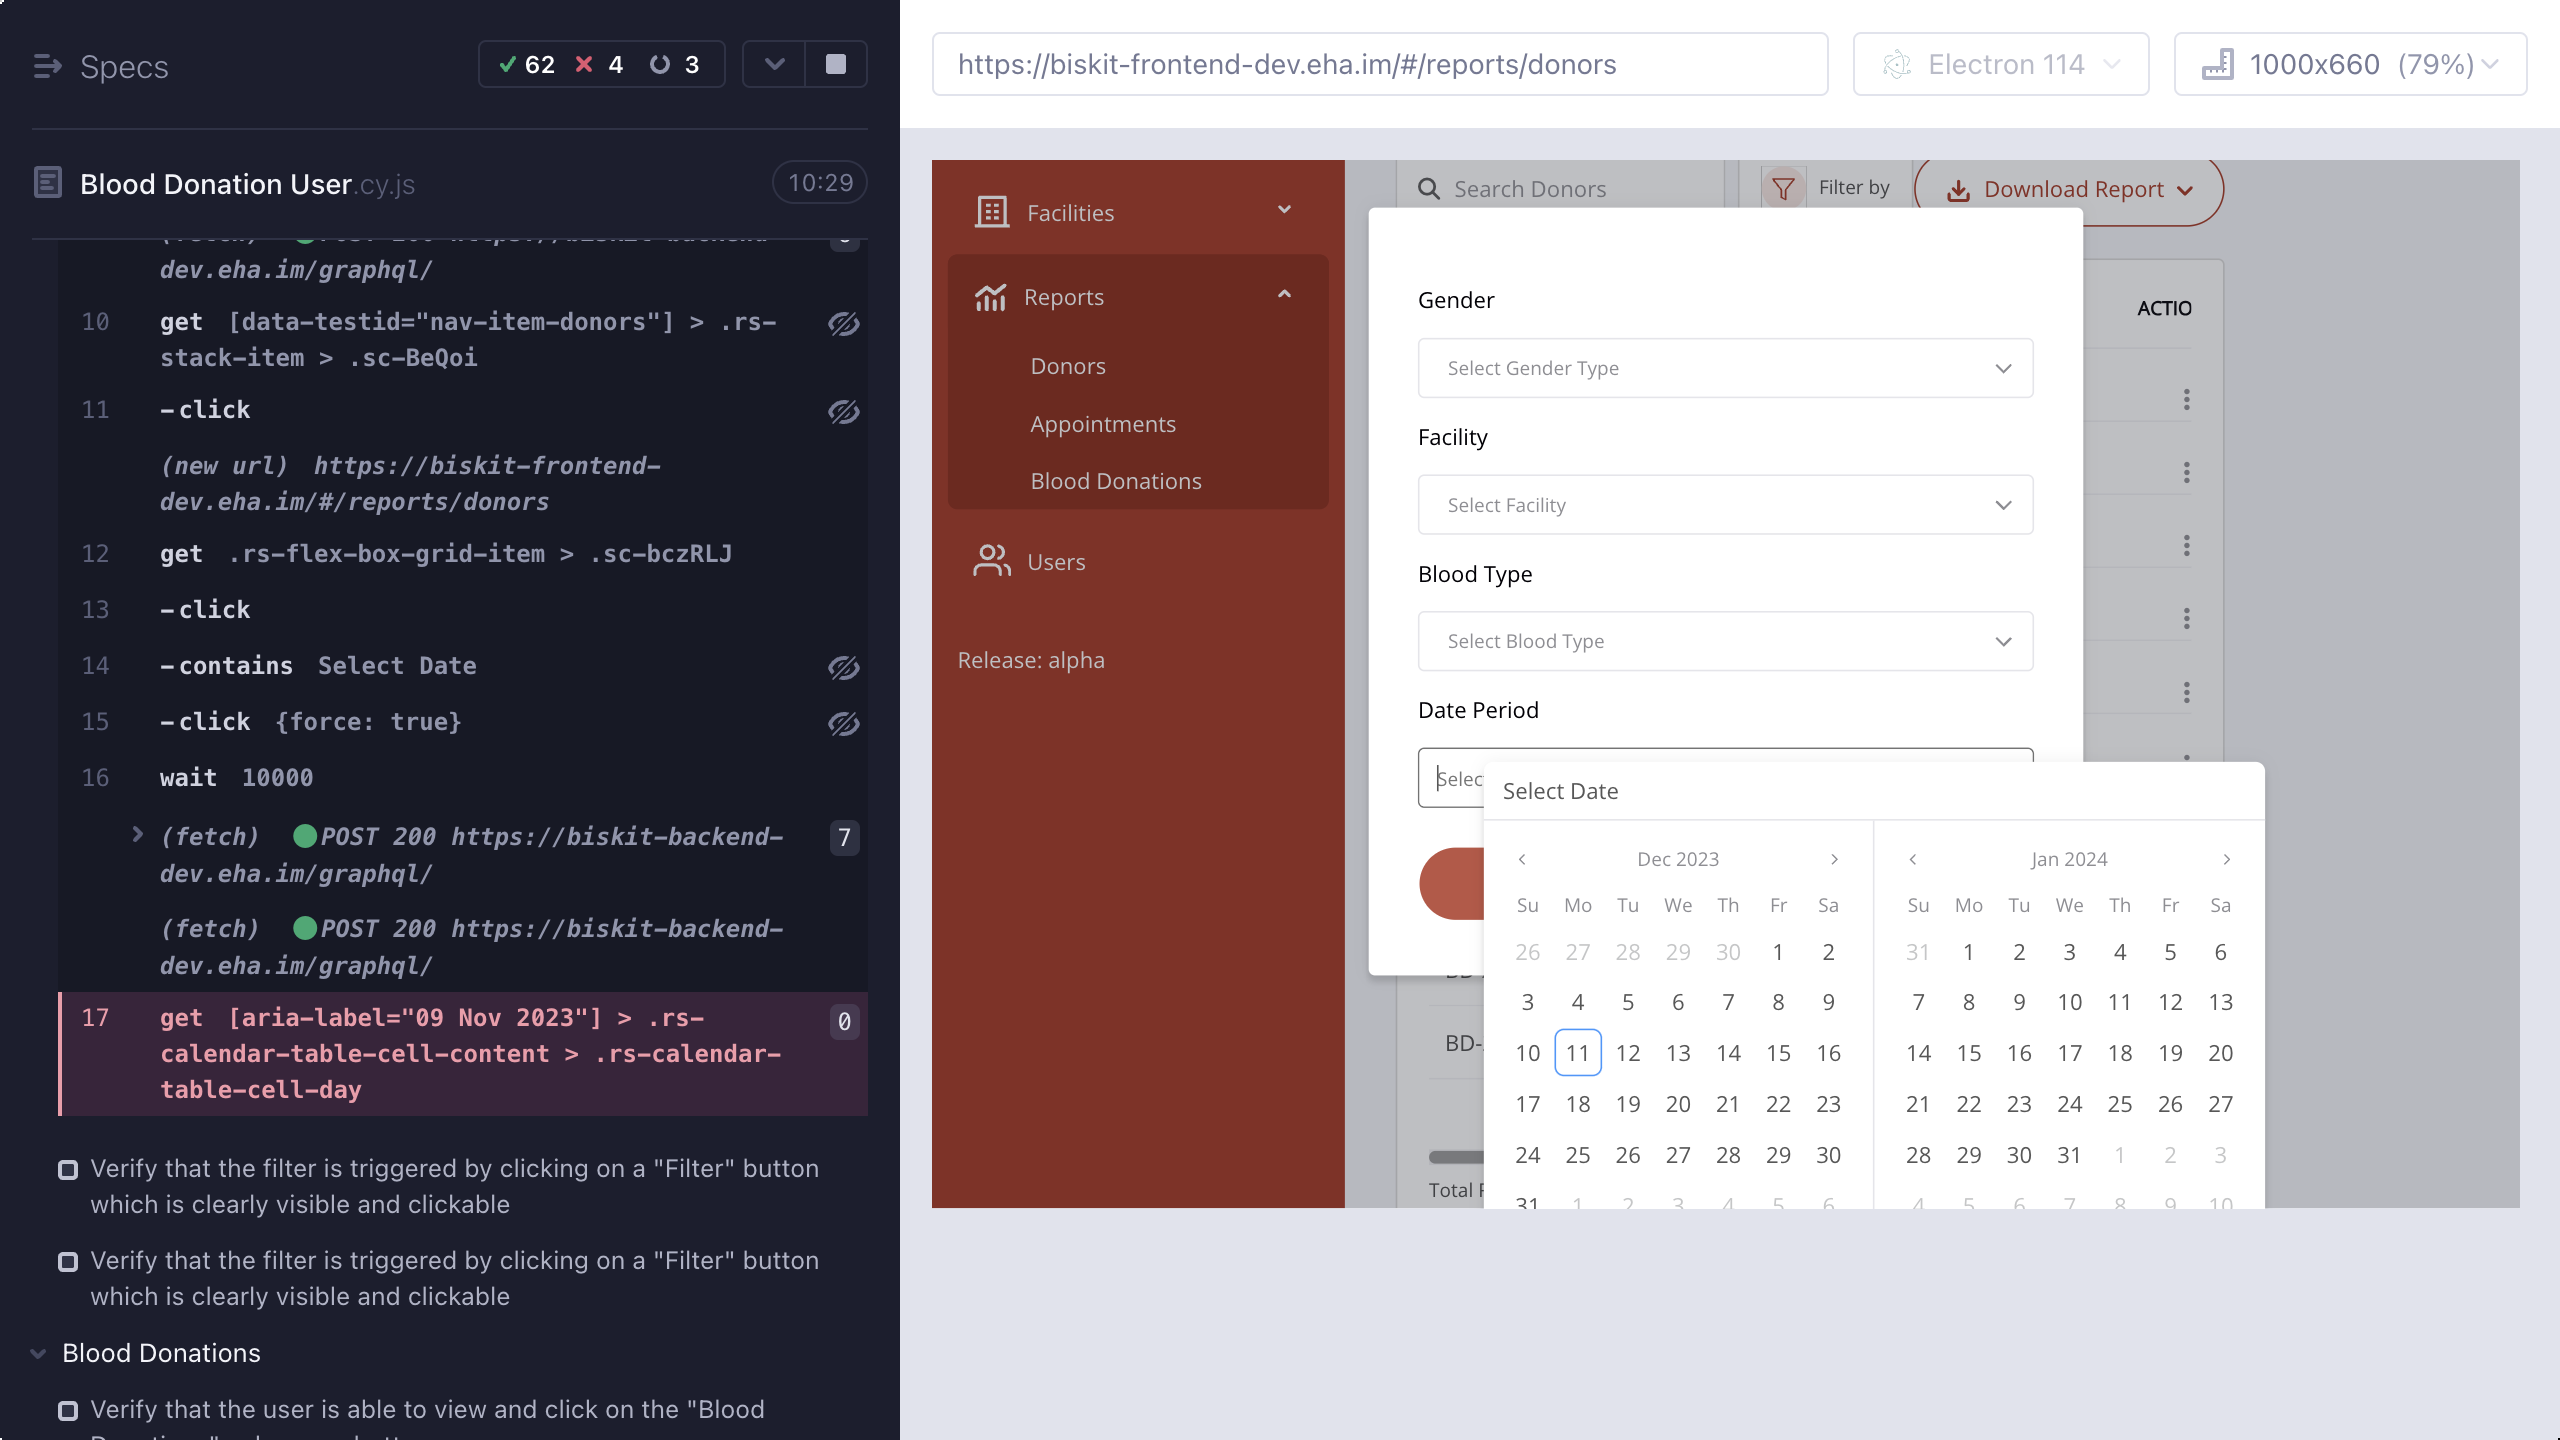 Specs
62 4 3
Blood Donation User.cy.js
10:29
(fetch) POST 200 https://biskit-backend-
dev.eha.im/graphql/
10 get [data-testid="nav-item-donors"] > .rs-
stack-item > .sc-BeQoi
11 -click
(new url) https://biskit-frontend-
dev.eha.im/#/reports/donors
12 get .rs-flex-box-grid-item > .sc-bczRLJ
13 -click
14 -contains Select Date
15 -click {force: true}
16 wait 10000
(fetch) POST 200 https://biskit-backend- 7
dev.eha.im/graphql/
(fetch) POST 200 https://biskit-backend-
dev.eha.im/graphql/
17 get [aria-label="09 Nov 2023"] > .rs- 0
calendar-table-cell-content > .rs-calendar-
table-cell-day
Verify that the filter is triggered by clicking on a "Filter" button
which is clearly visible and clickable
Verify that the filter is triggered by clicking on a "Filter" button
which is clearly visible and clickable
Blood Donations
Verify that the user is able to view and click on the "Blood
https://biskit-frontend-dev.eha.im/#/reports/donors
Electron 114
1000x660 (79%)
Facilities
Reports
Donors
Appointments
Blood Donations
Users
Release: alpha
Search Donors
Filter by
Download Report
ACTIO
Gender
Select Gender Type
Facility
Select Facility
Blood Type
Select Blood Type
Date Period
Selec
Select Date
Dec 2023
Su Mo Tu We Th Fr Sa
26 27 28 29 30 1 2
3 4 5 6 7 8 9
10 11 12 13 14 15 16
17 18 19 20 21 22 23
24 25 26 27 28 29 30
31 1 2 3 4 5 6
Jan 2024
Su Mo Tu We Th Fr Sa
31 1 2 3 4 5 6
7 8 9 10 11 12 13
14 15 16 17 18 19 20
21 22 23 24 25 26 27
28 29 30 31 1 2 3
4 5 6 7 8 9 10
BD-
Total